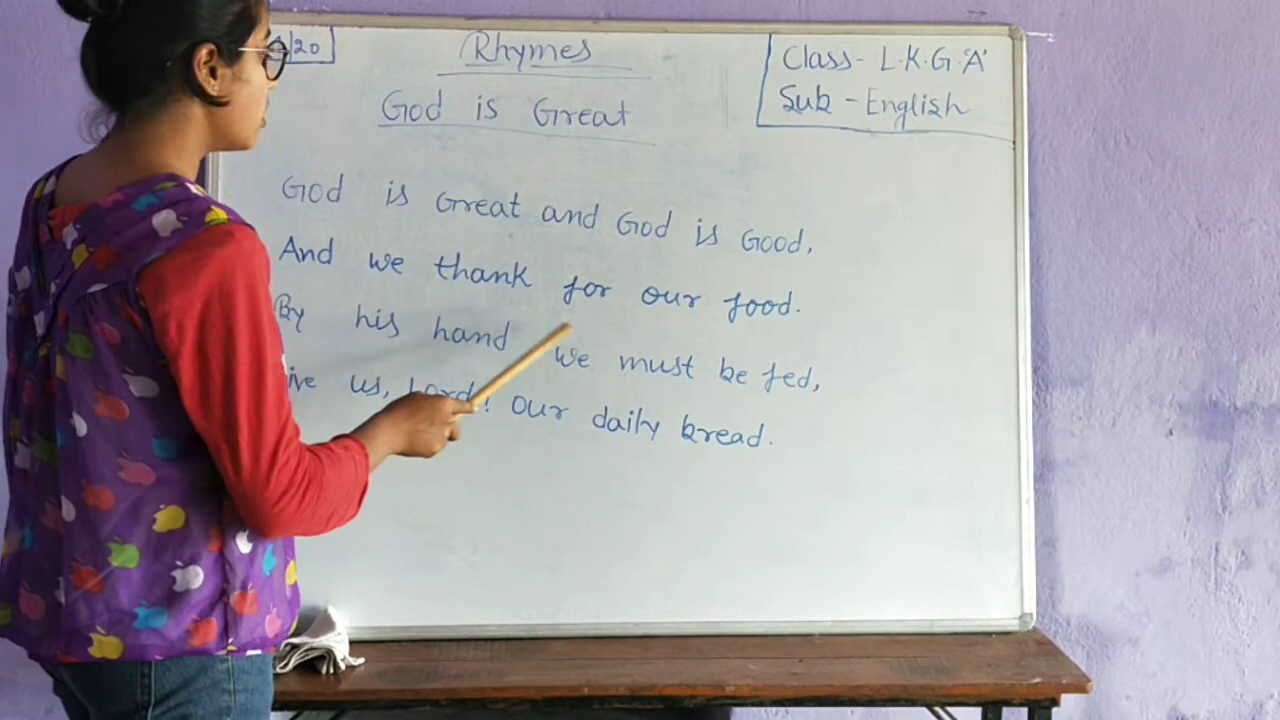 /20
Rhymes
Class- L.K.G.'A'
Sub - English
God is Great
God is Great and God is Good,
And we thank for our food.
By his hand we must be fed,
us, Lord! our daily bread.